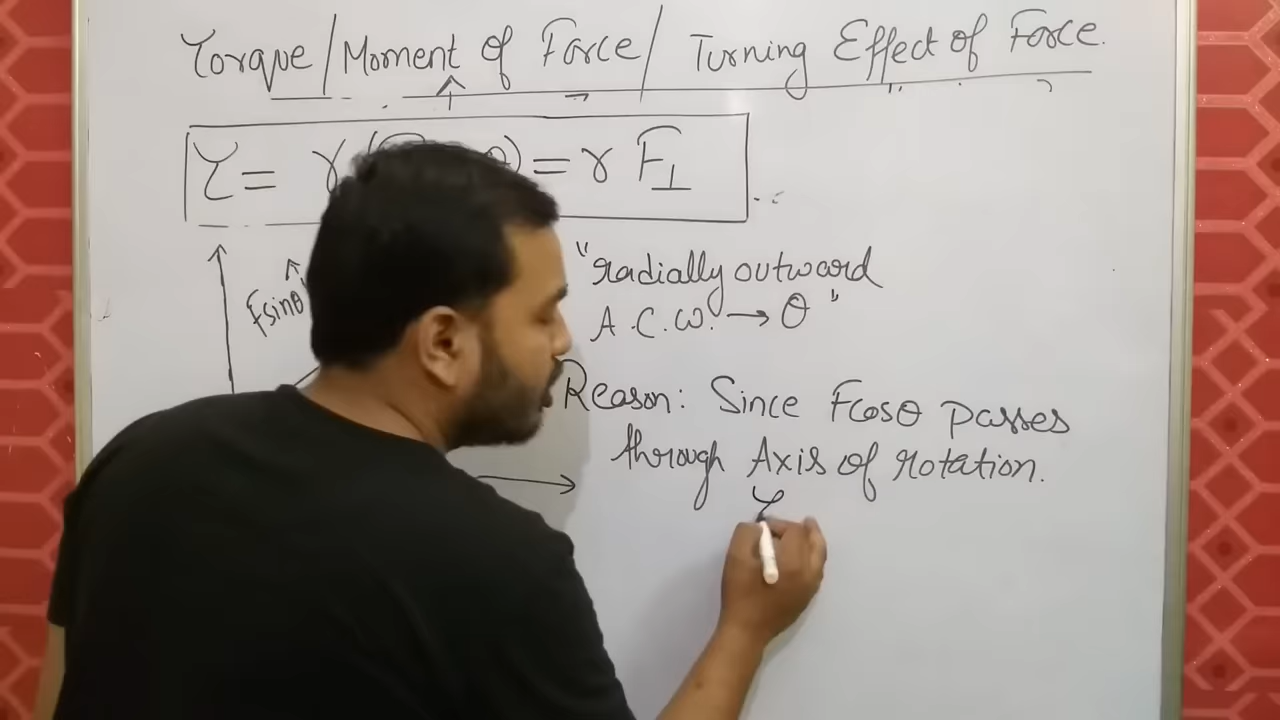 Torque / Moment of Force / Turning Effect of Force.
τ = r ( θ) = r F⊥
Fsinθ
"radially outward
A.C.W. → θ"
Reason: Since Fcosθ passes
through Axis of rotation.
τ